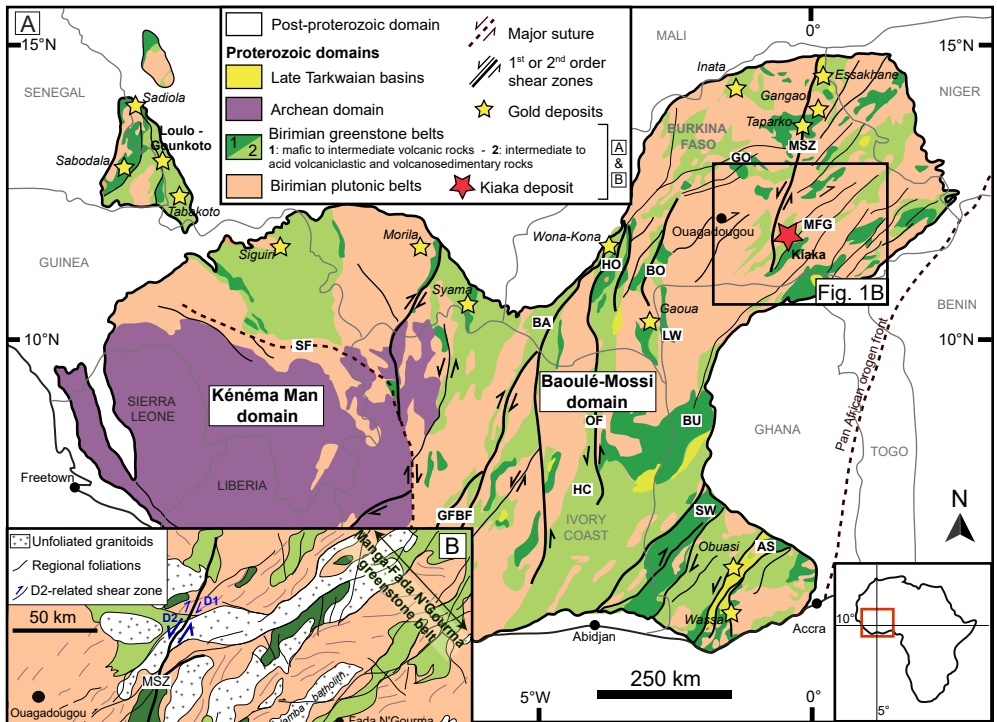 A
15°N
SENEGAL
Sadiola
Loulo -
Gounkoto
Sabodala
Tabakoto
Post-proterozoic domain
Proterozoic domains
Late Tarkwaian basins
Archean domain
1
2
Birimian greenstone belts
1: mafic to intermediate volcanic rocks - 2: intermediate to
acid volcaniclastic and volcanosedimentary rocks
Birimian plutonic belts
Major suture
1st or 2nd order
shear zones
Gold deposits
Kiaka deposit
A
&
B
0°
15°N
MALI
NIGER
Inata
Essakhane
Gangaol
Taparko
BURKINA
FASO
MSZ
GO
Ouagadougou
MFG
Kiaka
Fig. 1B
BENIN
GUINEA
Siguiri
Morila
Syama
Wona-Kona
HO
BO
BA
Gaoua
LW
10°N
10°N
SF
Kénéma Man
domain
Baoulé-Mossi
domain
SIERRA
LEONE
Freetown
LIBERIA
OF
BU
HC
GFBF
IVORY
COAST
SW
AS
Obuasi
Wassa
GHANA
TOGO
Pan African orogen front
N
Abidjan
Accra
5°W
250 km
0°
10°
5°
B
Unfoliated granitoids
Regional foliations
D2-related shear zone
50 km
D1
D2
MSZ
Ouagadougou
Manga/Fada N'Gourma
greenstone belts
batholith
Fada N'Gourma